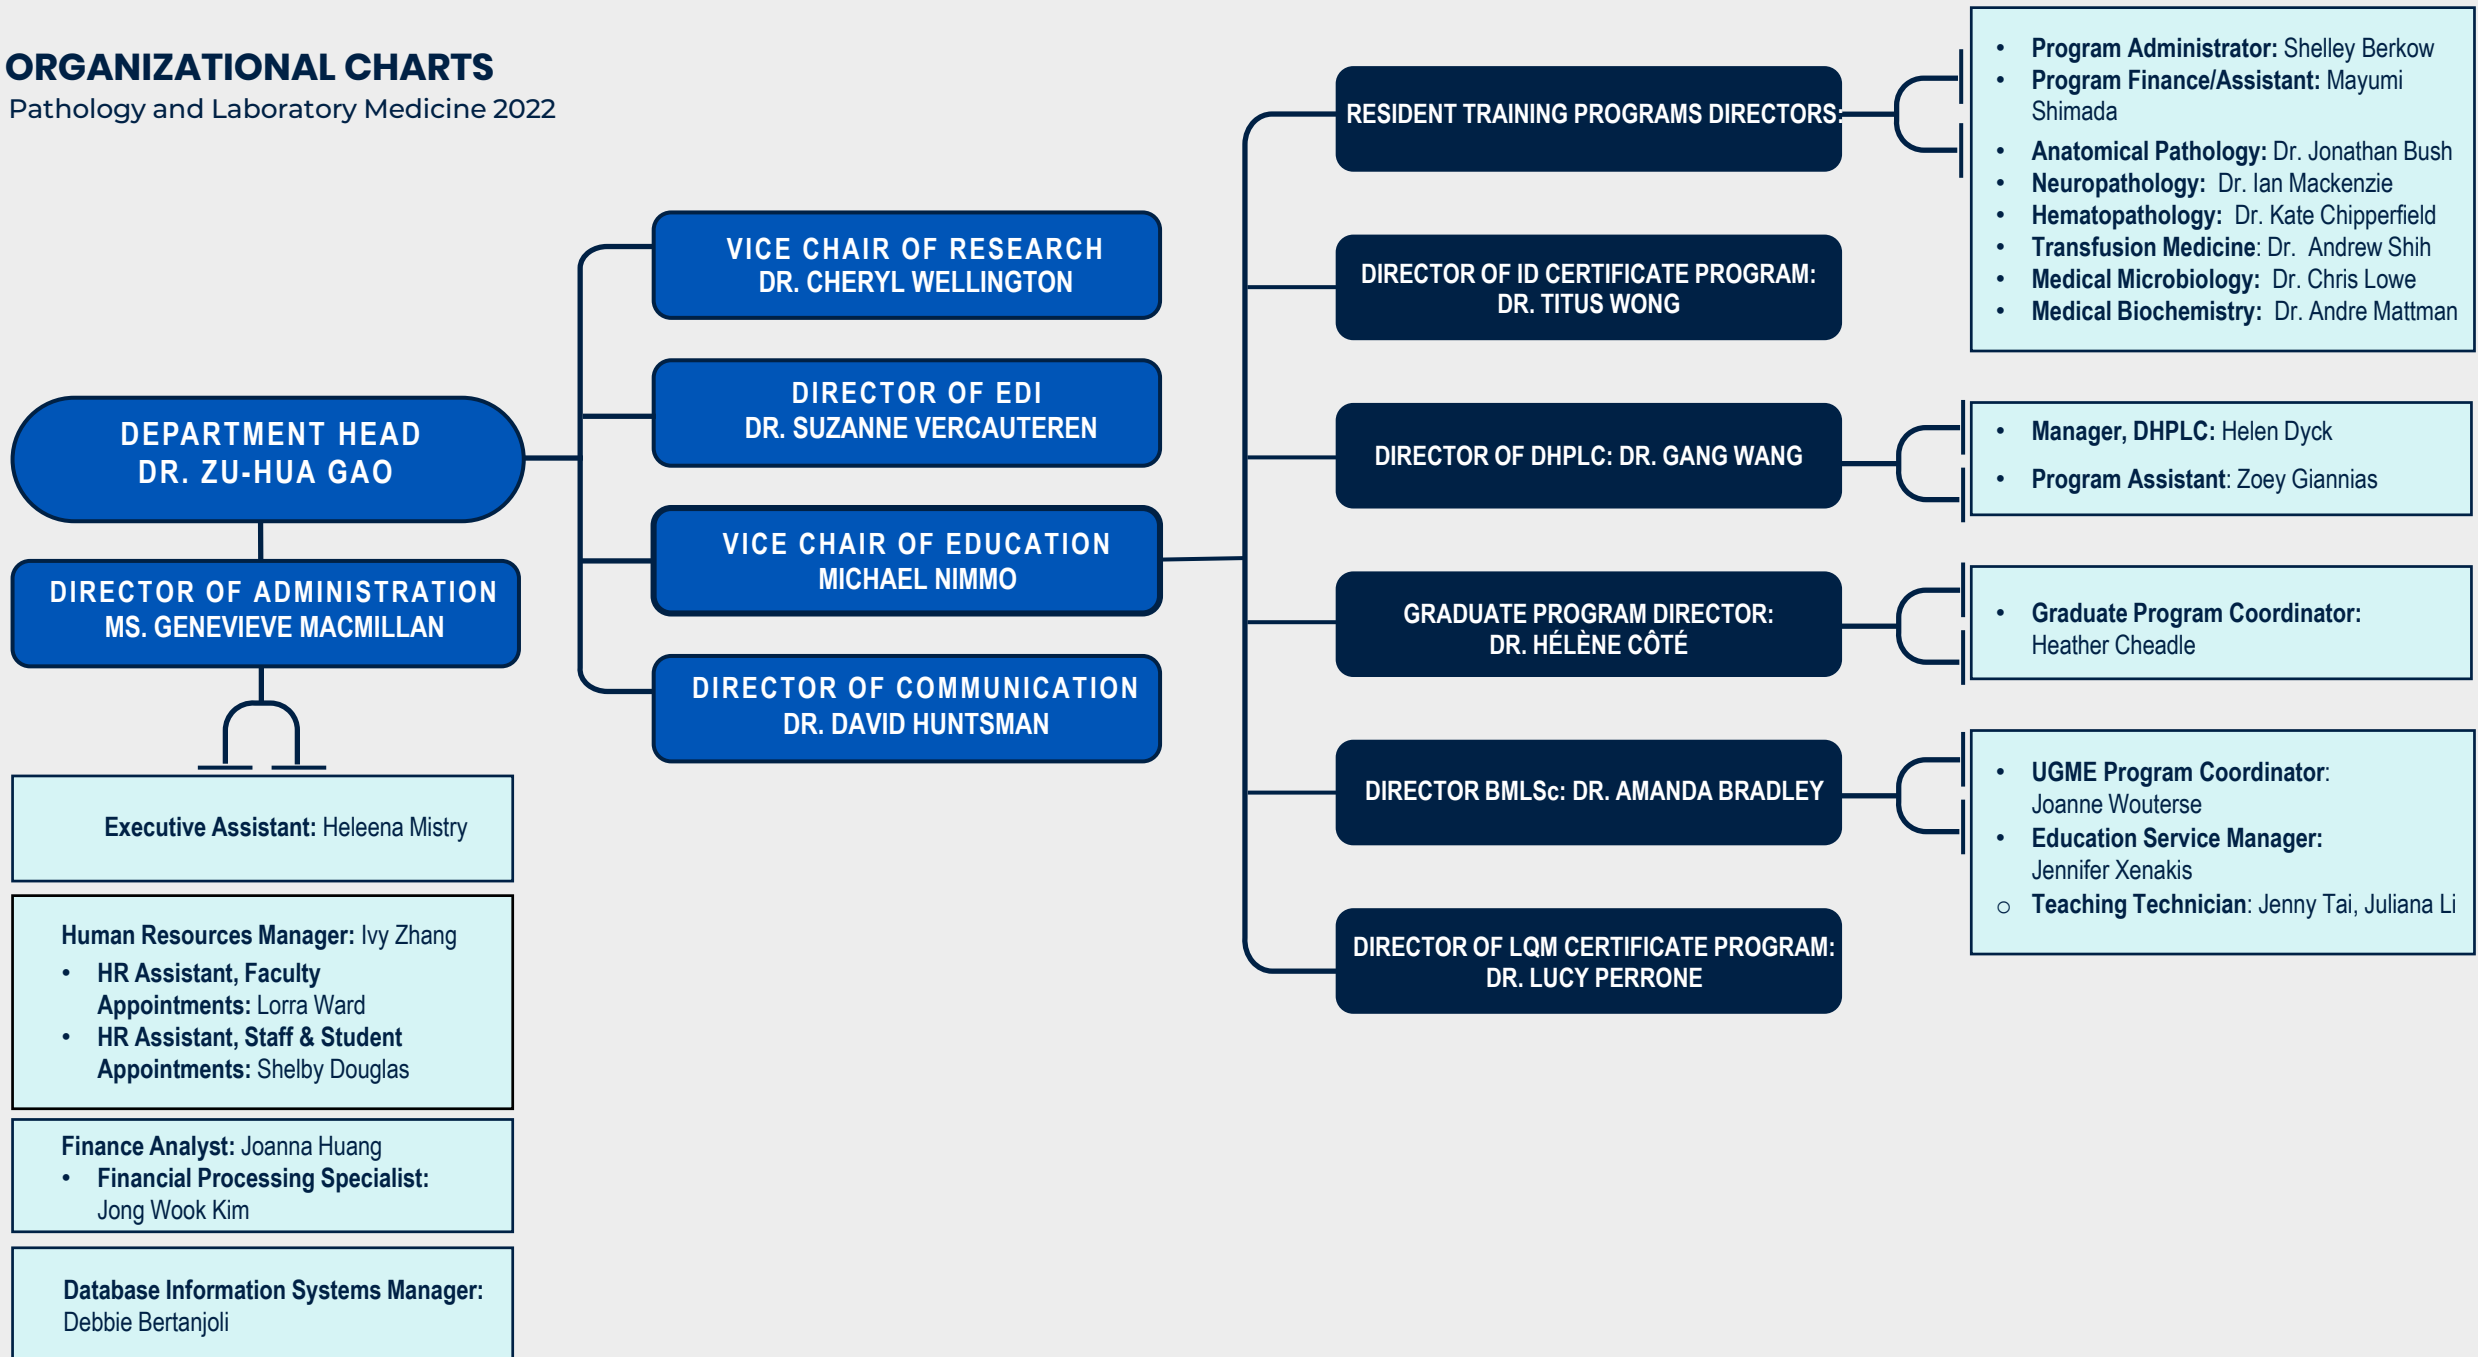 ORGANIZATIONAL CHARTS
Pathology and Laboratory Medicine 2022
DEPARTMENT HEAD
DR. ZU-HUA GAO
DIRECTOR OF ADMINISTRATION
MS. GENEVIEVE MACMILLAN
Executive Assistant: Heleena Mistry
Human Resources Manager: Ivy Zhang
• HR Assistant, Faculty
Appointments: Lorra Ward
• HR Assistant, Staff & Student
Appointments: Shelby Douglas
Finance Analyst: Joanna Huang
• Financial Processing Specialist:
Jong Wook Kim
Database Information Systems Manager:
Debbie Bertanjoli
VICE CHAIR OF RESEARCH
DR. CHERYL WELLINGTON
DIRECTOR OF EDI
DR. SUZANNE VERCAUTEREN
VICE CHAIR OF EDUCATION
MICHAEL NIMMO
DIRECTOR OF COMMUNICATION
DR. DAVID HUNTSMAN
RESIDENT TRAINING PROGRAMS DIRECTORS:
DIRECTOR OF ID CERTIFICATE PROGRAM:
DR. TITUS WONG
DIRECTOR OF DHPLC: DR. GANG WANG
GRADUATE PROGRAM DIRECTOR:
DR. HÉLÈNE CÔTÉ
DIRECTOR BMLSc: DR. AMANDA BRADLEY
DIRECTOR OF LQM CERTIFICATE PROGRAM:
DR. LUCY PERRONE
• Program Administrator: Shelley Berkow
• Program Finance/Assistant: Mayumi
Shimada
• Anatomical Pathology: Dr. Jonathan Bush
• Neuropathology: Dr. Ian Mackenzie
• Hematopathology: Dr. Kate Chipperfield
• Transfusion Medicine: Dr. Andrew Shih
• Medical Microbiology: Dr. Chris Lowe
• Medical Biochemistry: Dr. Andre Mattman
• Manager, DHPLC: Helen Dyck
• Program Assistant: Zoey Giannias
• Graduate Program Coordinator:
Heather Cheadle
• UGME Program Coordinator:
Joanne Wouterse
• Education Service Manager:
Jennifer Xenakis
○ Teaching Technician: Jenny Tai, Juliana Li